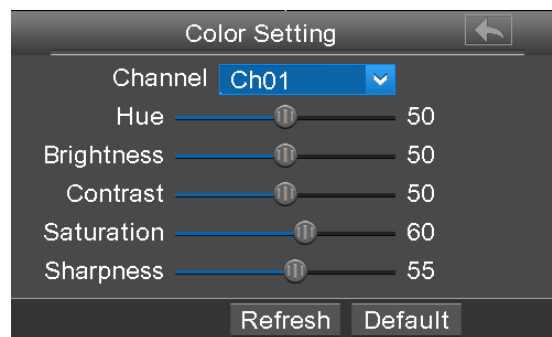 Color Setting
Channel Ch01
Hue 50
Brightness 50
Contrast 50
Saturation 60
Sharpness 55
Refresh Default